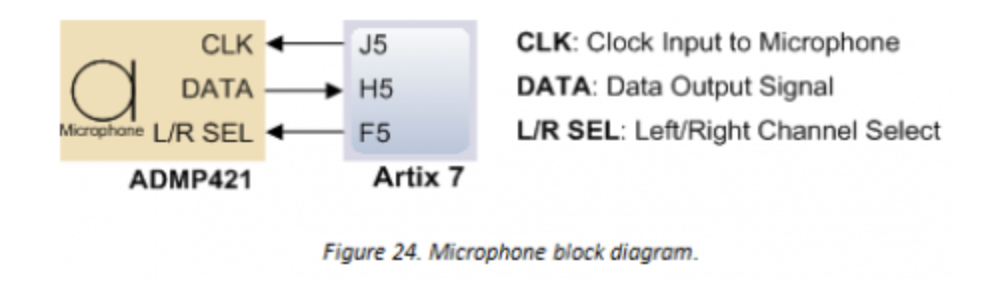 CLK J5 CLK: Clock Input to Microphone
DATA H5 DATA: Data Output Signal
Microphone L/R SEL F5 L/R SEL: Left/Right Channel Select
ADMP421 Artix 7
Figure 24. Microphone block diagram.